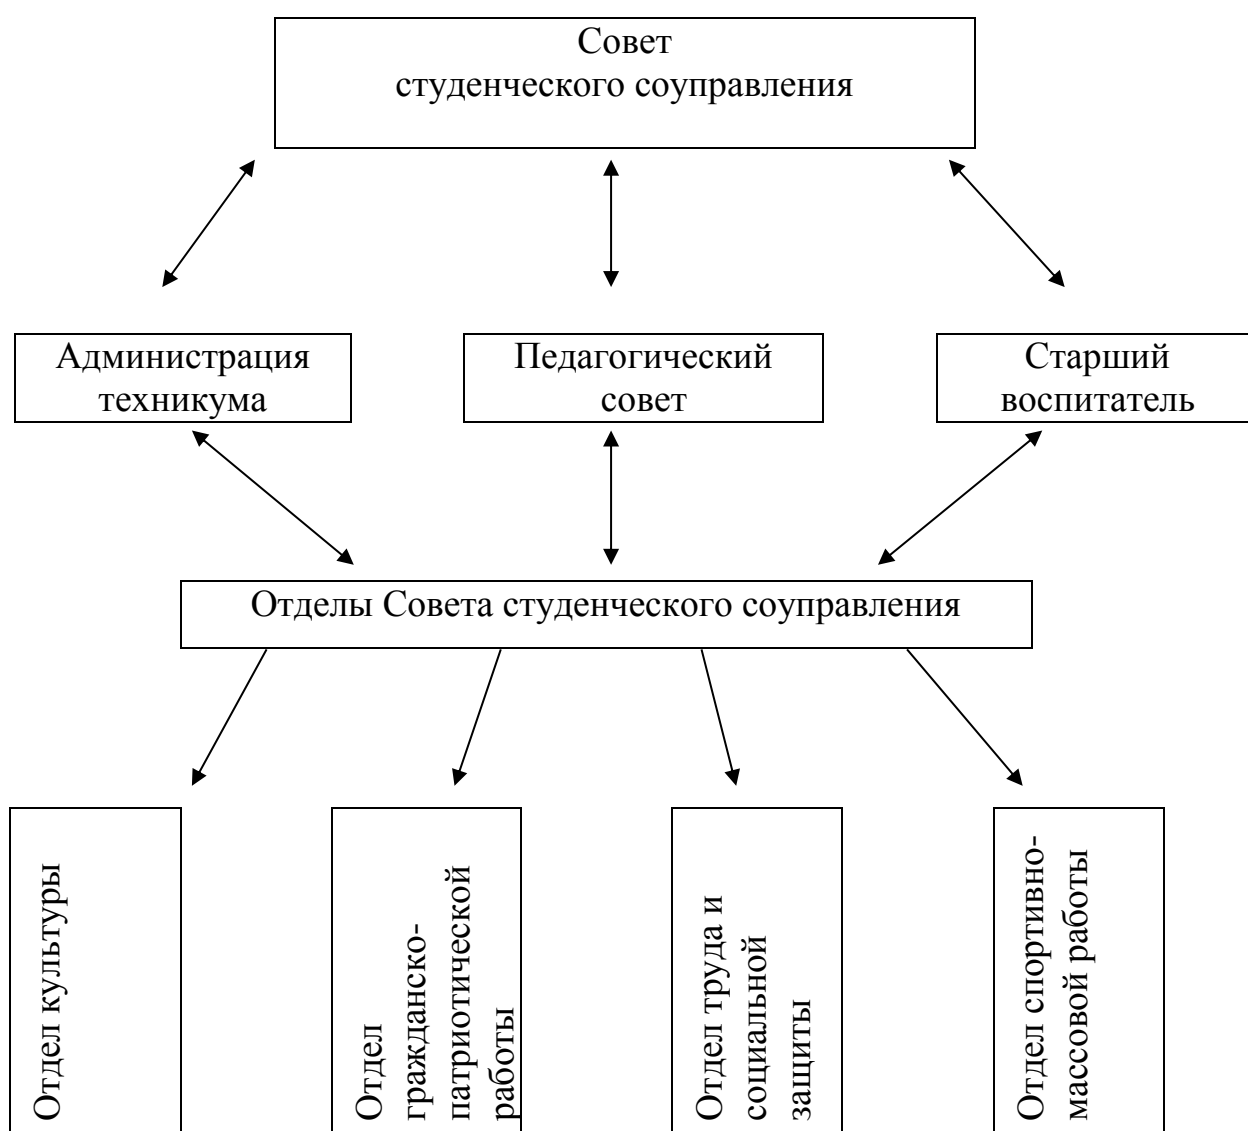 Совет
студенческого соуправления
Администрация
техникума
Педагогический
совет
Старший
воспитатель
Отделы Совета студенческого соуправления
Отдел культуры
Отдел
гражданско-
патриотической
работы
Отдел труда и
социальной
защиты
Отдел спортивно-
массовой работы